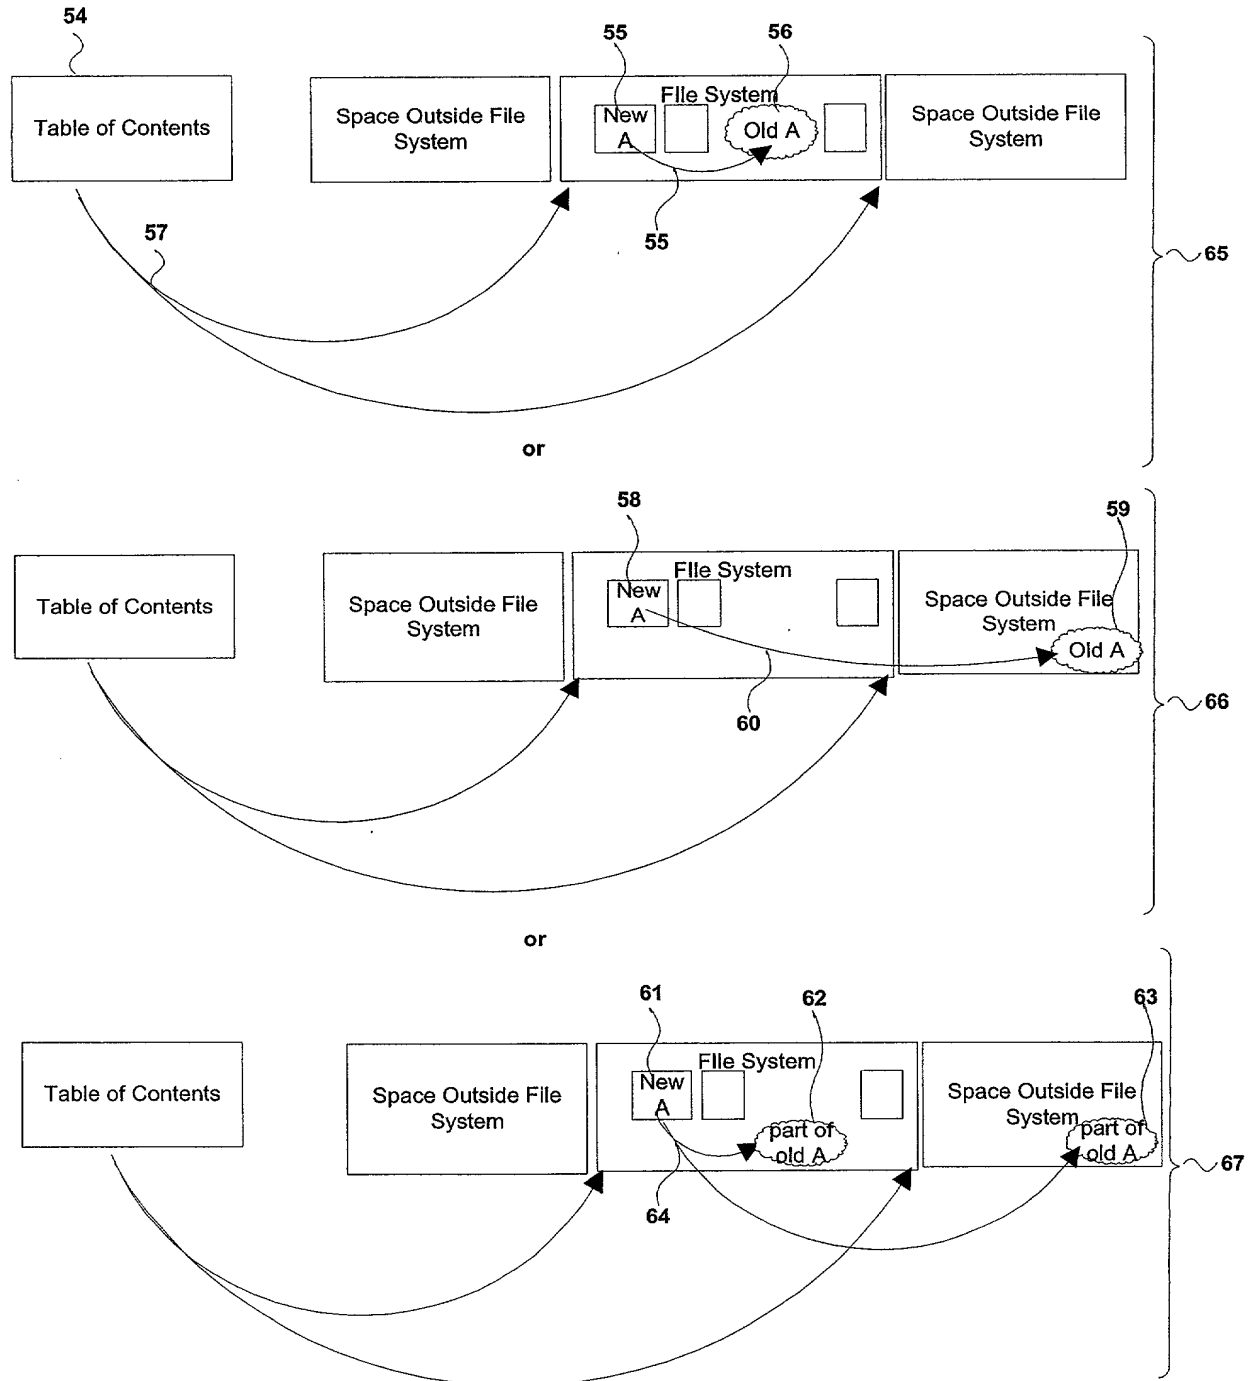 54
55
56
Table of Contents
Space Outside File
System
File System
New
A
Old A
Space Outside File
System
57
55
65
or
58
59
Table of Contents
Space Outside File
System
File System
New
A
Space Outside File
System
Old A
60
66
or
61
62
63
Table of Contents
Space Outside File
System
File System
New
A
part of
old A
Space Outside File
System
part of
old A
64
67